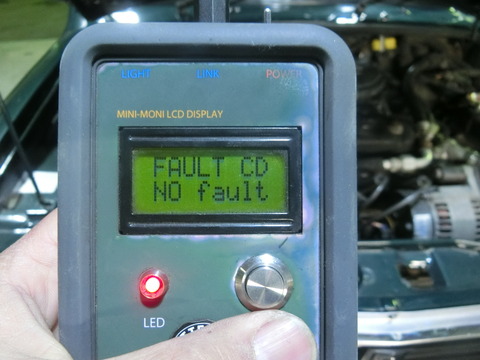 LIGHT LINK POWER
MINI-MONI LCD DISPLAY
FAULT CD
NO fault
LED